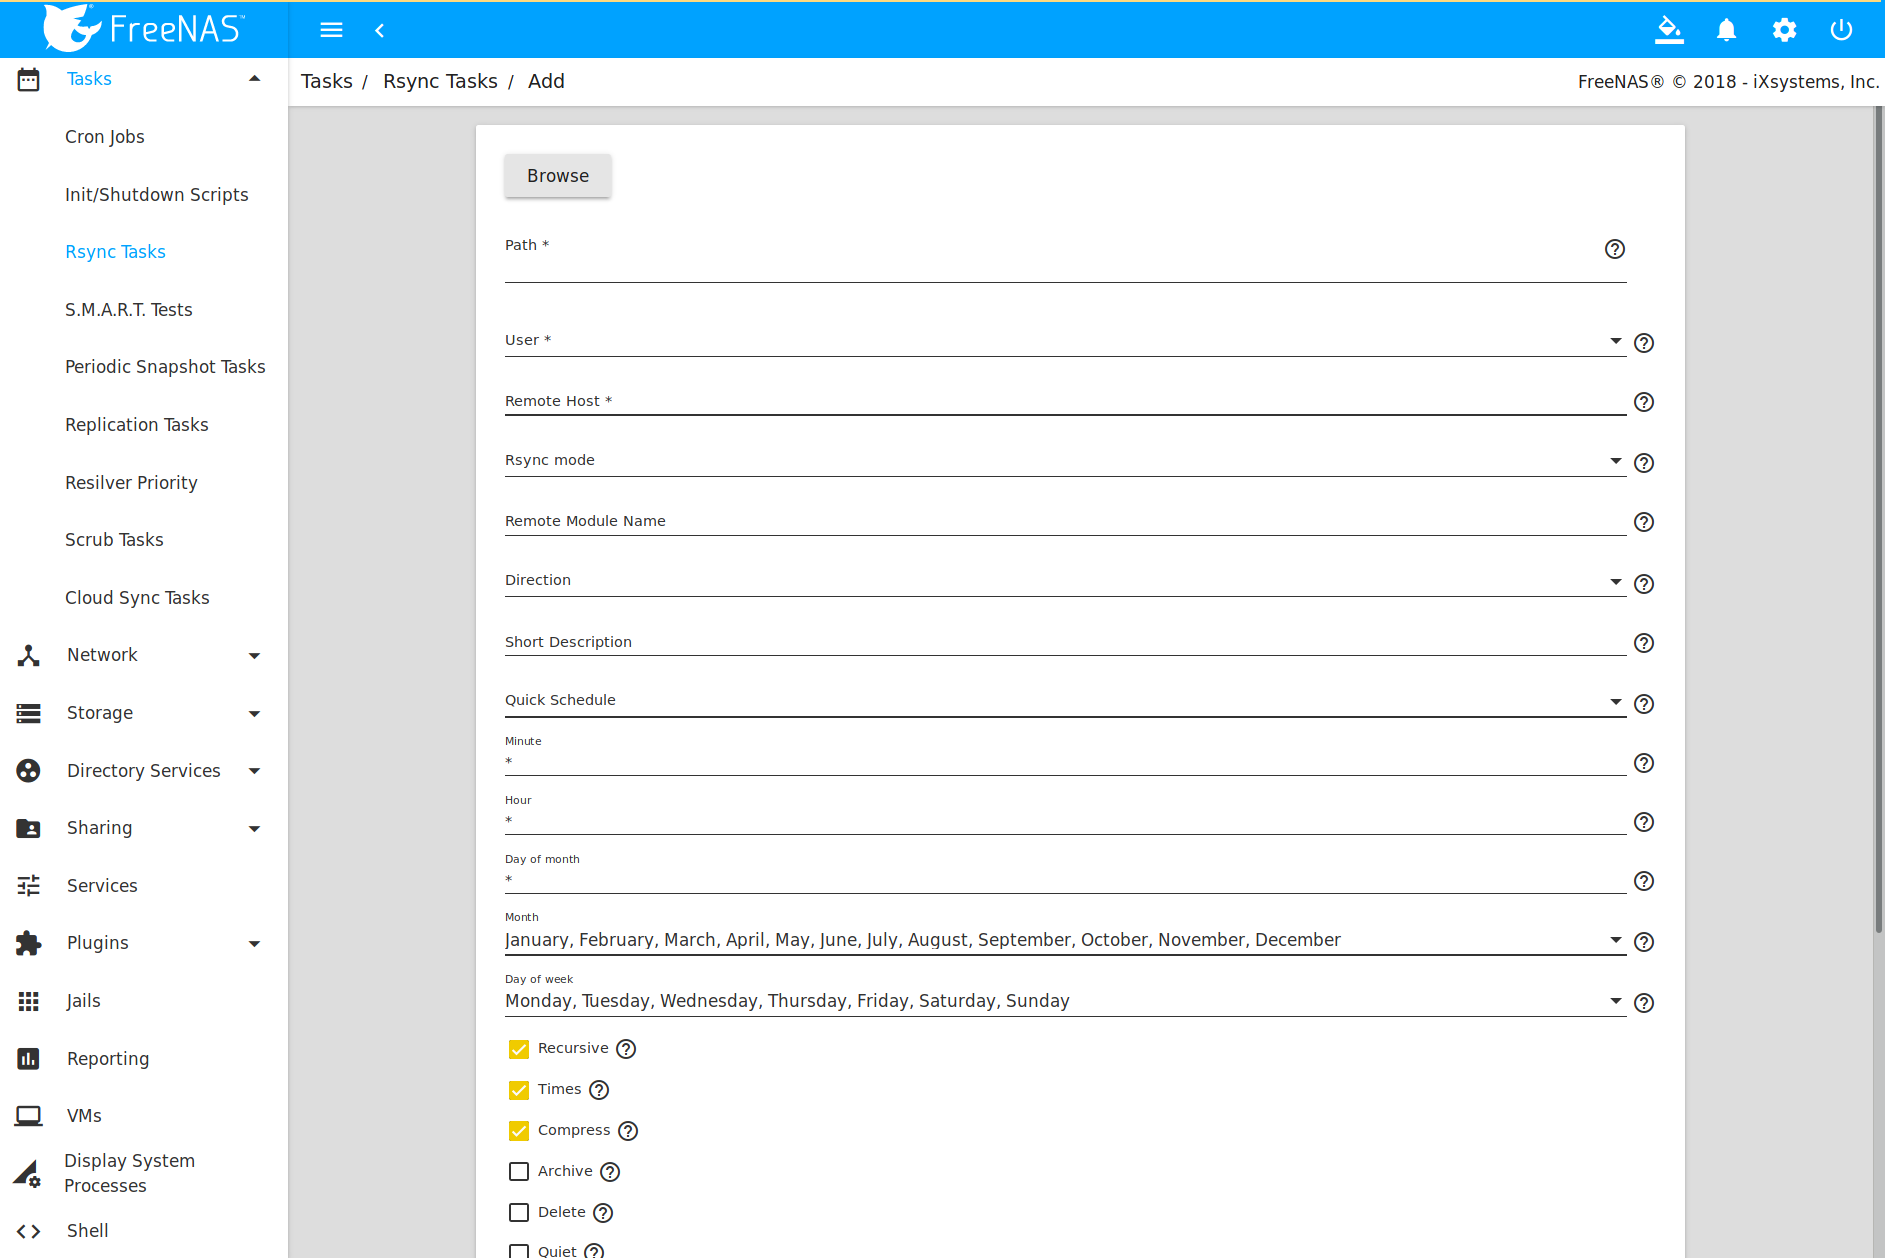 FreeNAS®™
Tasks / Rsync Tasks / Add
FreeNAS® © 2018 - iXsystems, Inc.
Tasks
Cron Jobs
Init/Shutdown Scripts
Rsync Tasks
S.M.A.R.T. Tests
Periodic Snapshot Tasks
Replication Tasks
Resilver Priority
Scrub Tasks
Cloud Sync Tasks
Network
Storage
Directory Services
Sharing
Services
Plugins
Jails
Reporting
VMs
Display System
Processes
Shell
Browse
Path *
User *
Remote Host *
Rsync mode
Remote Module Name
Direction
Short Description
Quick Schedule
Minute
*
Hour
*
Day of month
*
Month
January, February, March, April, May, June, July, August, September, October, November, December
Day of week
Monday, Tuesday, Wednesday, Thursday, Friday, Saturday, Sunday
Recursive
Times
Compress
Archive
Delete
Quiet